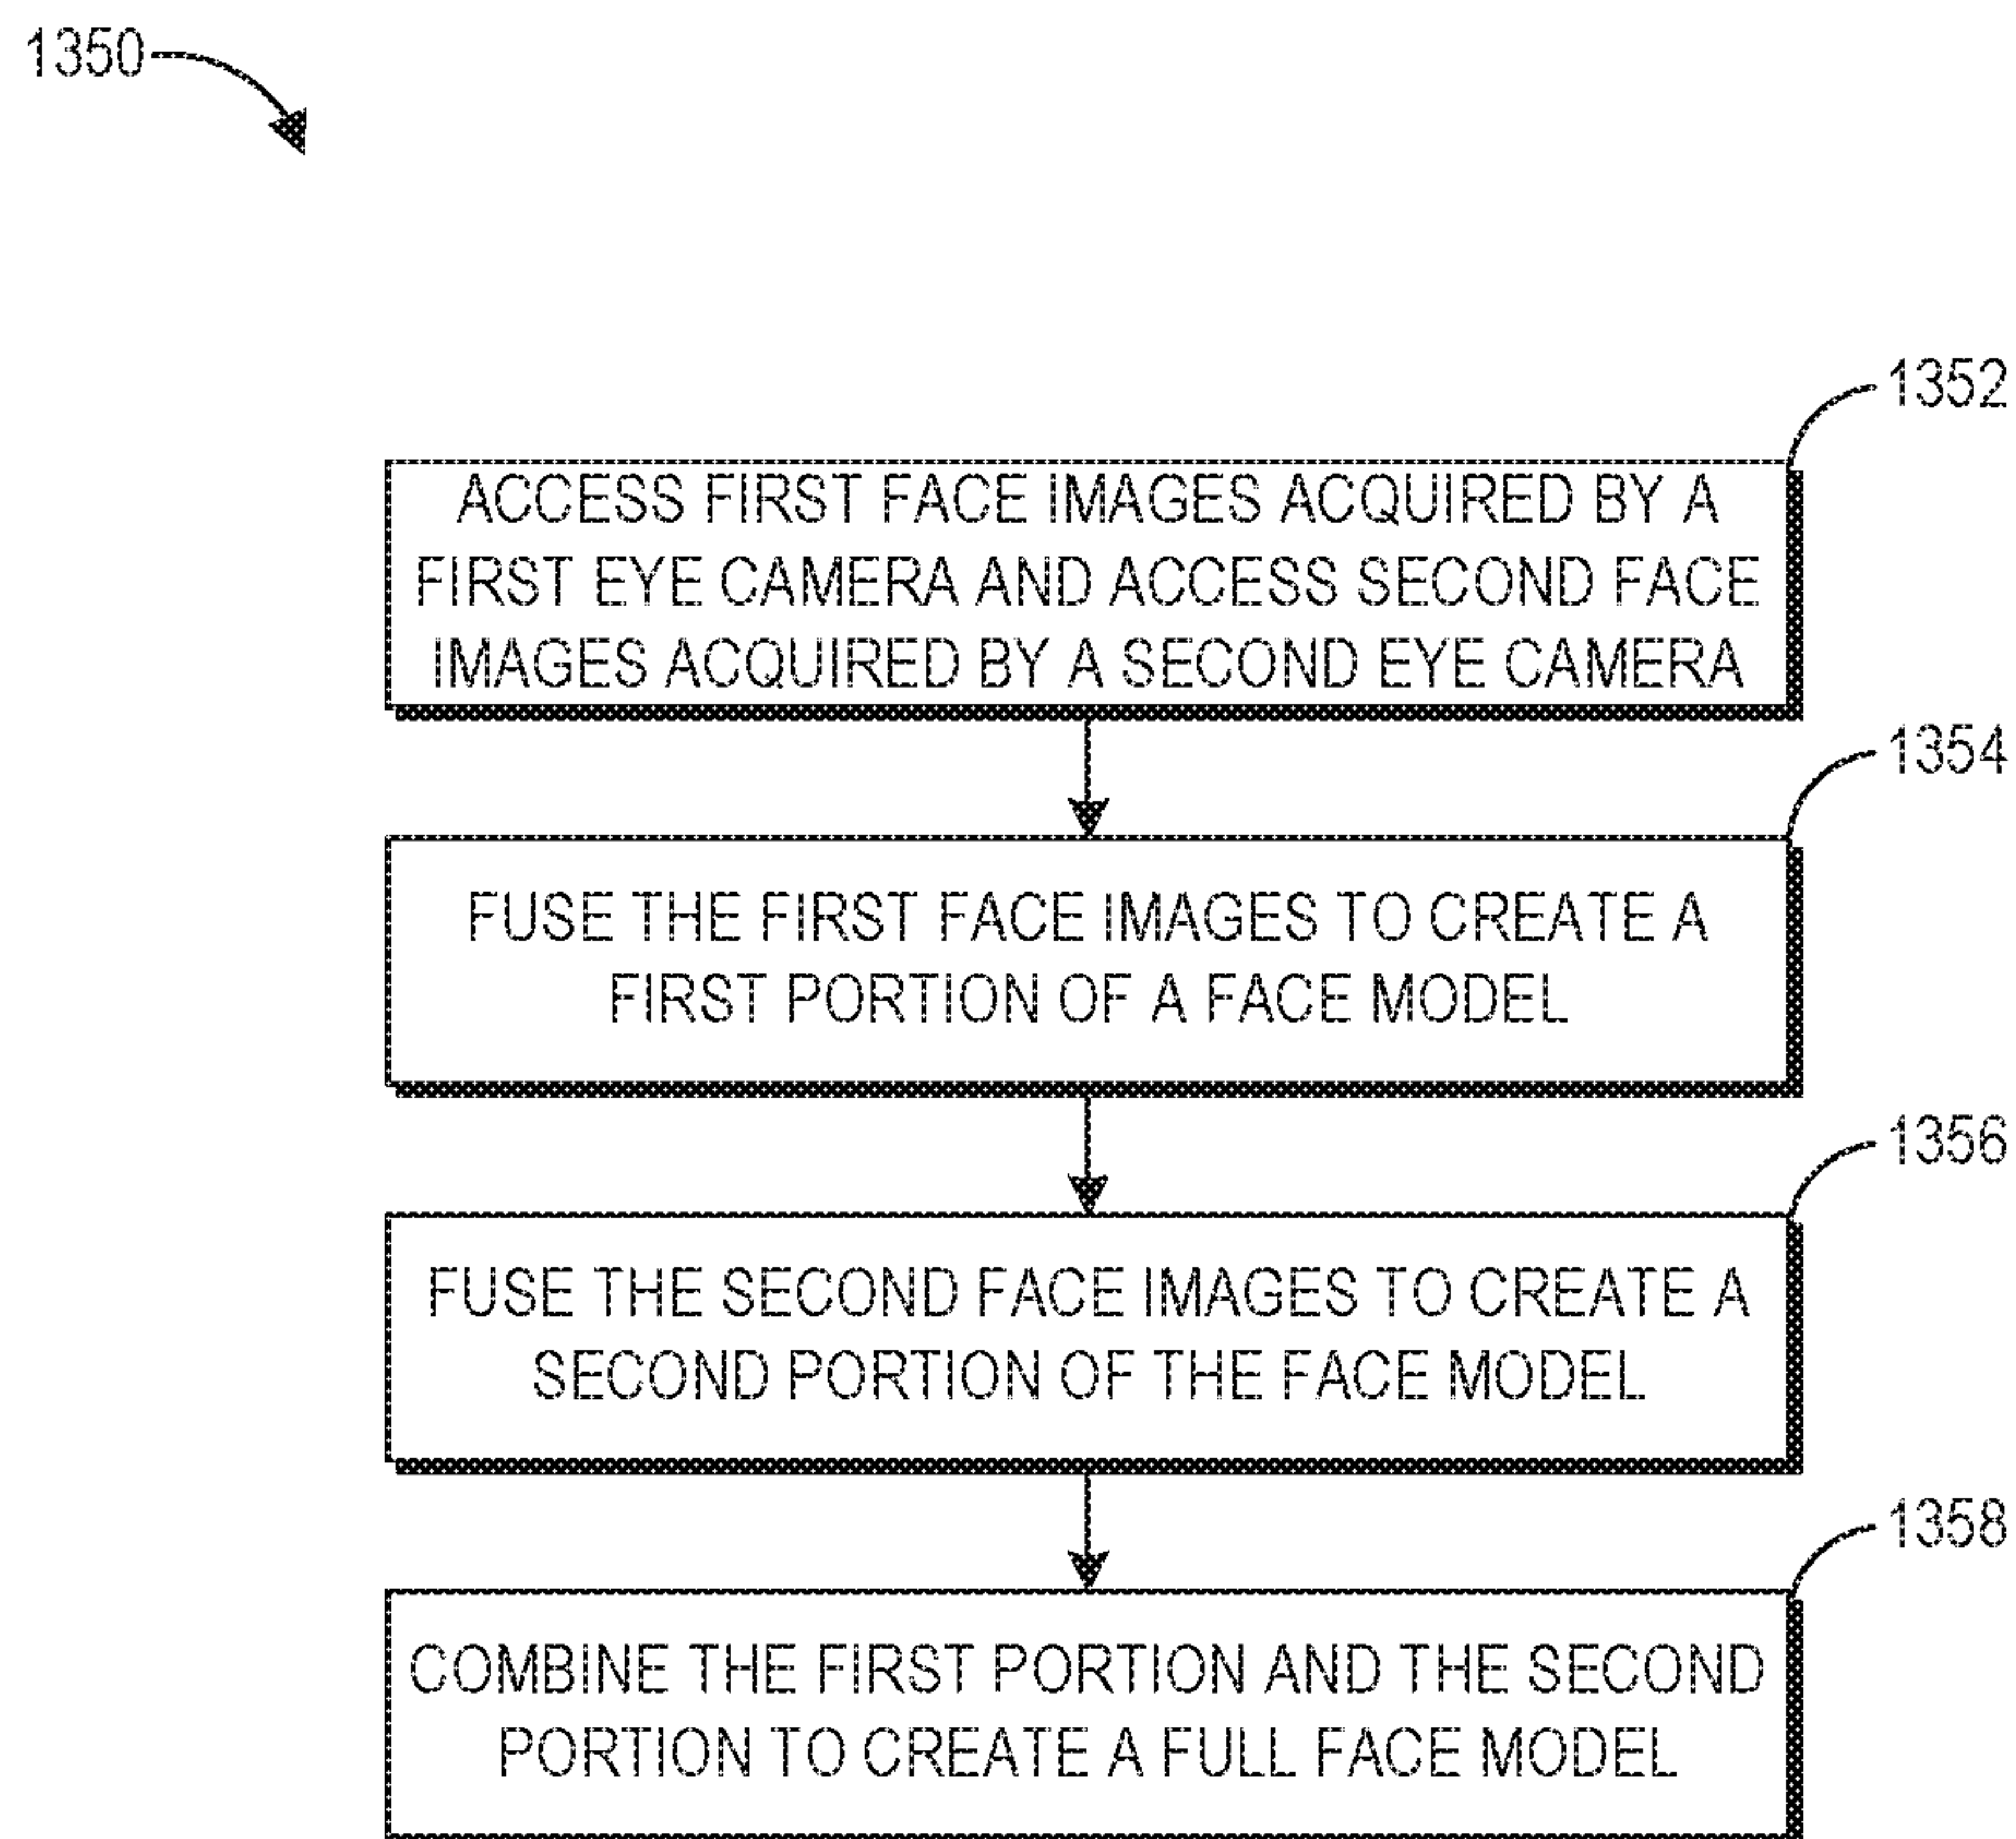 1350
1352
ACCESS FIRST FACE IMAGES ACQUIRED BY A
FIRST EYE CAMERA AND ACCESS SECOND FACE
IMAGES ACQUIRED BY A SECOND EYE CAMERA
1354
FUSE THE FIRST FACE IMAGES TO CREATE A
FIRST PORTION OF A FACE MODEL
1356
FUSE THE SECOND FACE IMAGES TO CREATE A
SECOND PORTION OF THE FACE MODEL
1358
COMBINE THE FIRST PORTION AND THE SECOND
PORTION TO CREATE A FULL FACE MODEL